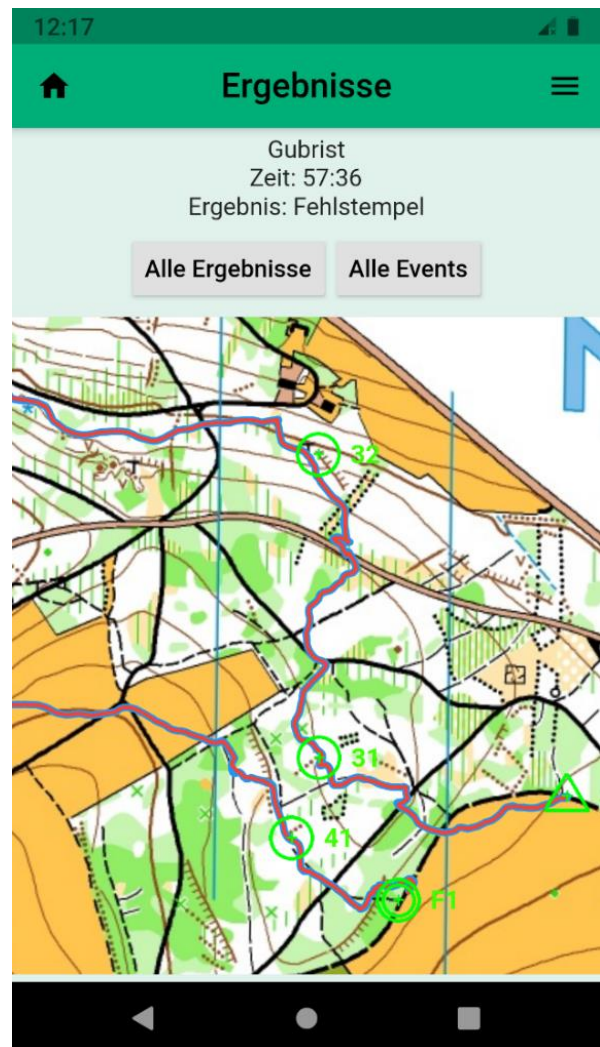 12:17
Ergebnisse
Gubrist
Zeit: 57:36
Ergebnis: Fehlstempel
Alle Ergebnisse
Alle Events
32
31
41
F1